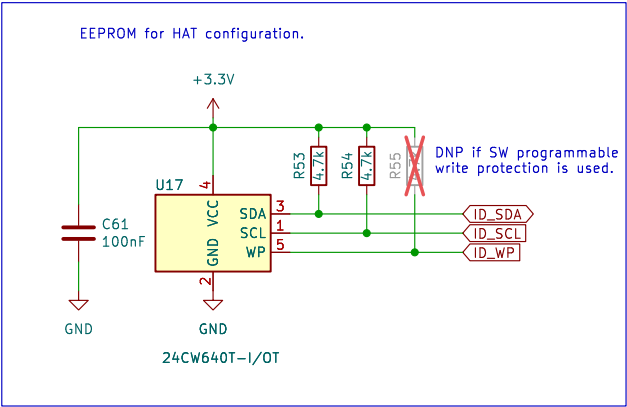 EEPROM for HAT configuration.
+3.3V
R53
4.7k
R54
4.7k
R55
DNP if SW programmable
write protection is used.
U17
4
VCC
SDA
3
ID_SDA
SCL
1
ID_SCL
GND
WP
5
ID_WP
2
C61
100nF
GND
GND
24CW640T-I/OT